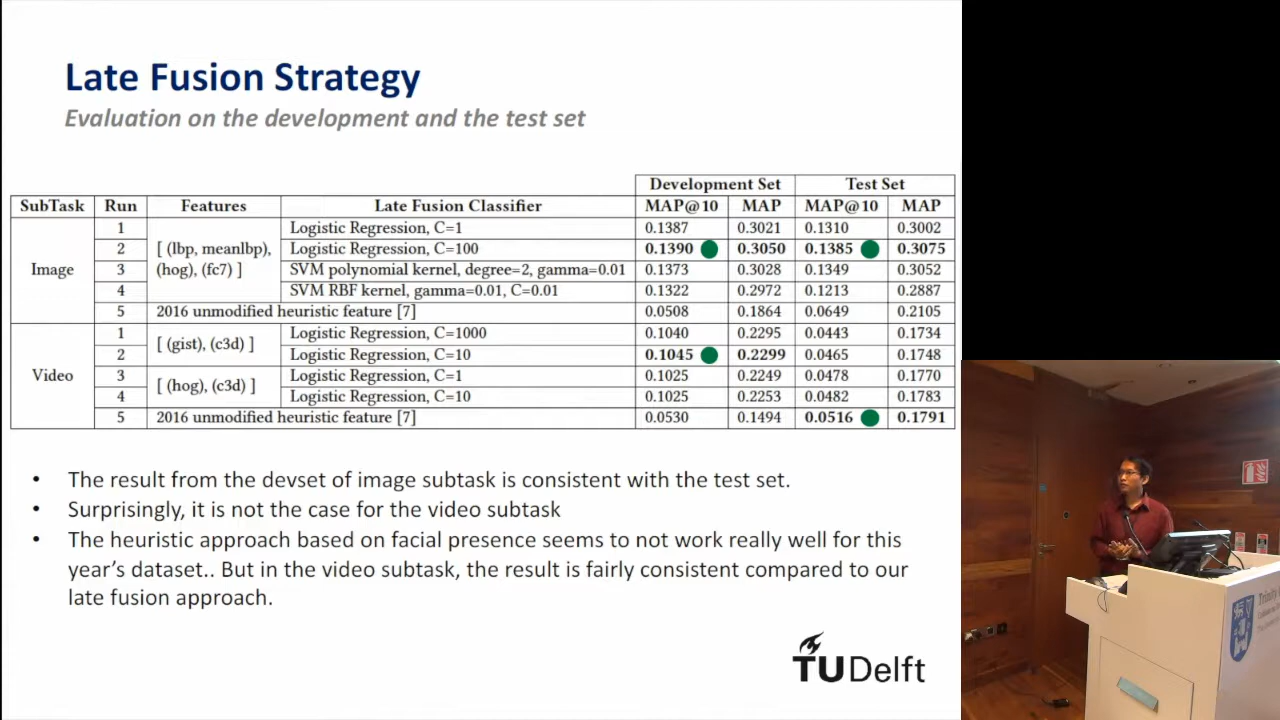 Late Fusion Strategy
Evaluation on the development and the test set
Development Set Test Set
SubTask Run Features Late Fusion Classifier MAP@10 MAP MAP@10 MAP
Image
[ (lbp, meanlbp), (hog), (fc7) ]
1 Logistic Regression, C=1 0.1387 0.3021 0.1310 0.3002
2 Logistic Regression, C=100 0.1390 0.3050 0.1385 0.3075
3 SVM polynomial kernel, degree=2, gamma=0.01 0.1373 0.3028 0.1349 0.3052
4 SVM RBF kernel, gamma=0.01, C=0.01 0.1322 0.2972 0.1213 0.2887
5 2016 unmodified heuristic feature [7] 0.0508 0.1864 0.0649 0.2105
Video
[ (gist), (c3d) ]
1 Logistic Regression, C=1000 0.1040 0.2295 0.0443 0.1734
2 Logistic Regression, C=10 0.1045 0.2299 0.0465 0.1748
[ (hog), (c3d) ]
3 Logistic Regression, C=1 0.1025 0.2249 0.0478 0.1770
4 Logistic Regression, C=10 0.1025 0.2253 0.0482 0.1783
5 2016 unmodified heuristic feature [7] 0.0530 0.1494 0.0516 0.1791
• The result from the devset of image subtask is consistent with the test set.
• Surprisingly, it is not the case for the video subtask
• The heuristic approach based on facial presence seems to not work really well for this
year's dataset.. But in the video subtask, the result is fairly consistent compared to our
late fusion approach.
TUDelft
Trinity